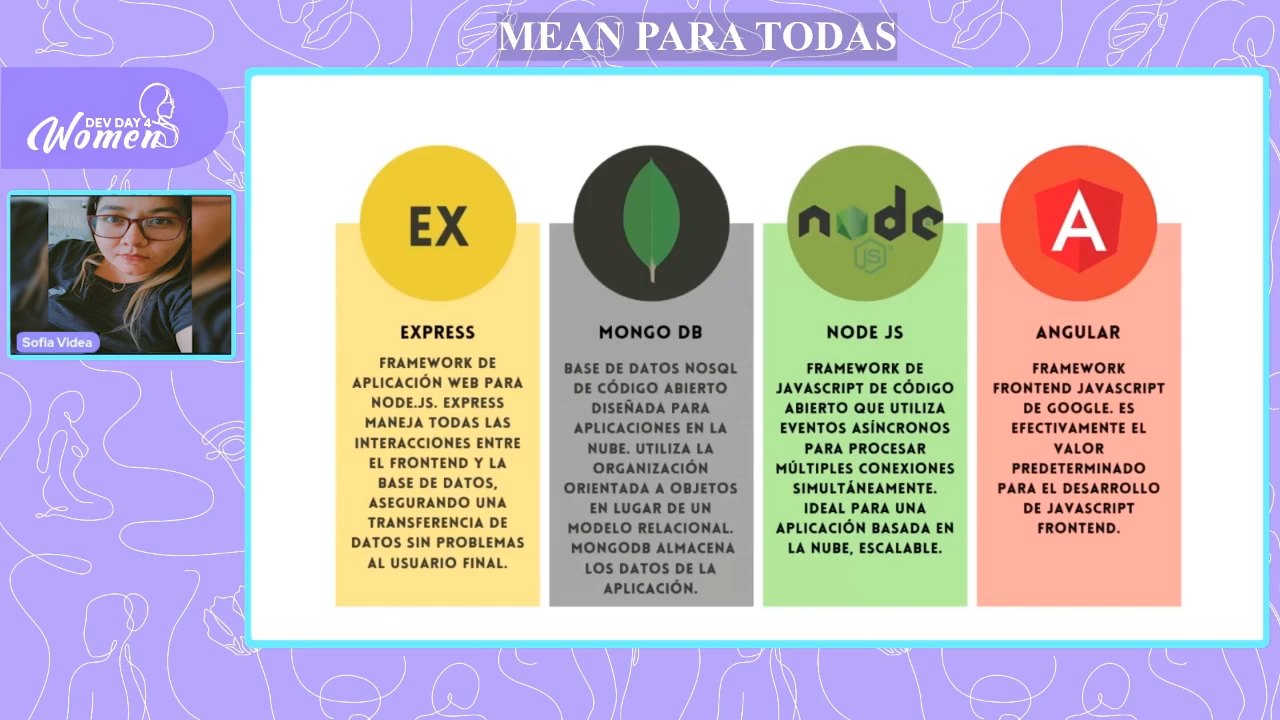 MEAN PARA TODAS
DEV DAY 4
Women
Sofia Videa
EX
EXPRESS
FRAMEWORK DE
APLICACIÓN WEB PARA
NODE.JS. EXPRESS
MANEJA TODAS LAS
INTERACCIONES ENTRE
EL FRONTEND Y LA
BASE DE DATOS,
ASEGURANDO UNA
TRANSFERENCIA DE
DATOS SIN PROBLEMAS
AL USUARIO FINAL.
MONGO DB
BASE DE DATOS NOSQL
DE CÓDIGO ABIERTO
DISEÑADA PARA
APLICACIONES EN LA
NUBE. UTILIZA LA
ORGANIZACIÓN
ORIENTADA A OBJETOS
EN LUGAR DE UN
MODELO RELACIONAL.
MONGODB ALMACENA
LOS DATOS DE LA
APLICACIÓN.
node
JS
NODE JS
FRAMEWORK DE
JAVASCRIPT DE CÓDIGO
ABIERTO QUE UTILIZA
EVENTOS ASÍNCRONOS
PARA PROCESAR
MÚLTIPLES CONEXIONES
SIMULTÁNEAMENTE.
IDEAL PARA UNA
APLICACIÓN BASADA EN
LA NUBE, ESCALABLE.
A
ANGULAR
FRAMEWORK
FRONTEND JAVASCRIPT
DE GOOGLE. ES
EFECTIVAMENTE EL
VALOR
PREDETERMINADO
PARA EL DESARROLLO
DE JAVASCRIPT
FRONTEND.